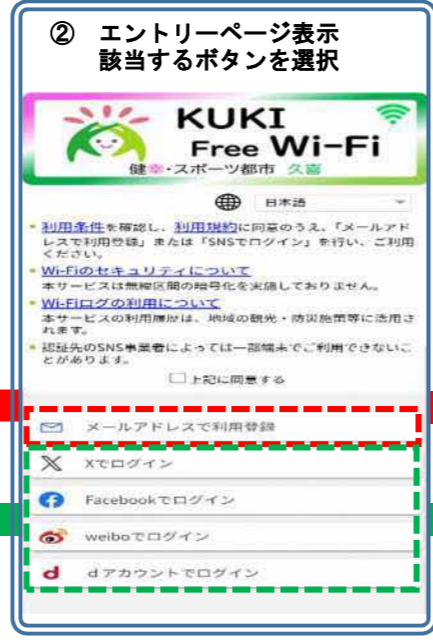 ② エントリーページ表示
該当するボタンを選択
KUKI
Free Wi-Fi
健幸・スポーツ都市 久喜
日本語
利用条件を確認し、利用規約に同意のうえ、「メールアド
レスで利用登録」または「SNSでログイン」を行い、ご利用
ください。
Wi-Fiのセキュリティについて
本サービスは無線区間の暗号化を実施しておりません。
Wi-Fiログの利用について
本サービスの利用履歴は、地域の観光・防災施策等に活用さ
れます。
認証先のSNS事業者によっては一部端末でご利用できないこ
とがあります。
上記に同意する
メールアドレスで利用登録
Xでログイン
Facebookでログイン
weiboでログイン
d dアカウントでログイン